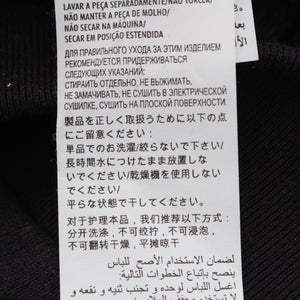 LAVAR A PEÇA SEPARADAMENTE/NÃO TORCER/
NÃO MANTER A PEÇA DE MOLHO/
NÃO SECAR NA MÁQUINA/
SECAR EM POSIÇÃO ESTENDIDA
ДЛЯ ПРАВИЛЬНОГО УХОДА ЗА ЭТИМ ИЗДЕЛИЕМ
РЕКОМЕНДУЕТСЯ ПРИДЕРЖИВАТЬСЯ
СЛЕДУЮЩИХ УКАЗАНИЙ:
СТИРАТЬ ОТДЕЛЬНО, НЕ ВЫЖИМАТЬ,
НЕ ЗАМАЧИВАТЬ, НЕ СУШИТЬ В ЭЛЕКТРИЧЕСКОЙ
СУШИЛКЕ, СУШИТЬ НА ПЛОСКОЙ ПОВЕРХНОСТИ.
製品を正しく取扱うために以下の点
にご留意ください:
単品でのお洗濯/絞らないで下さい/
長時間水につけたまま放置しな
いでください/乾燥機を使用しない
でください/
平らな状態で干してください
对于护理本品，我们推荐以下方式:
分开洗涤，不可绞拧，不可浸泡，
不可翻转干燥，平摊晾干
لضمان الاستخدام الأصح للباس
ينصح بإتباع الخطوات التالية:
اغسل اللباس لوحده و تجنب ثنيه و نقعه و